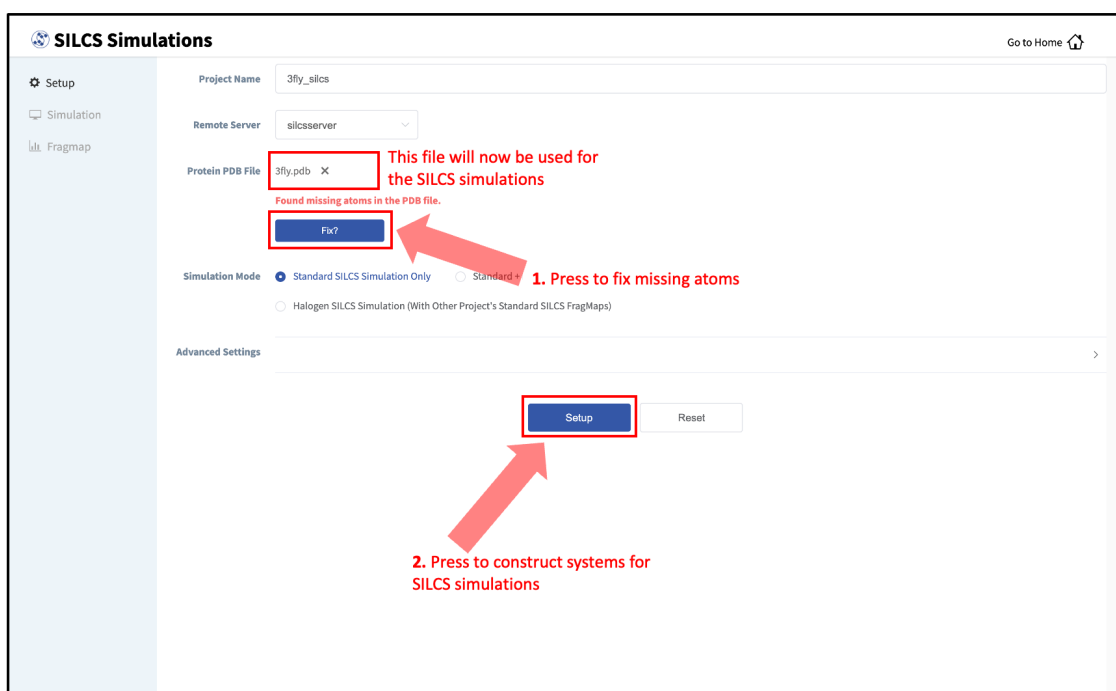 SILCS Simulations
Go to Home
Setup
Simulation
Fragmap
Project Name
3fly_silcs
Remote Server
silcsserver
Protein PDB File
3fly.pdb ✕
This file will now be used for
the SILCS simulations
Found missing atoms in the PDB file.
Fix?
Simulation Mode
Standard SILCS Simulation Only
Standard +
1. Press to fix missing atoms
Halogen SILCS Simulation (With Other Project's Standard SILCS FragMaps)
Advanced Settings
Setup
Reset
2. Press to construct systems for
SILCS simulations